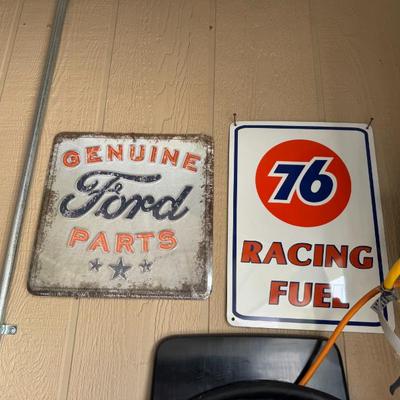 GENUINE
Ford
PARTS
76
RACING
FUEL